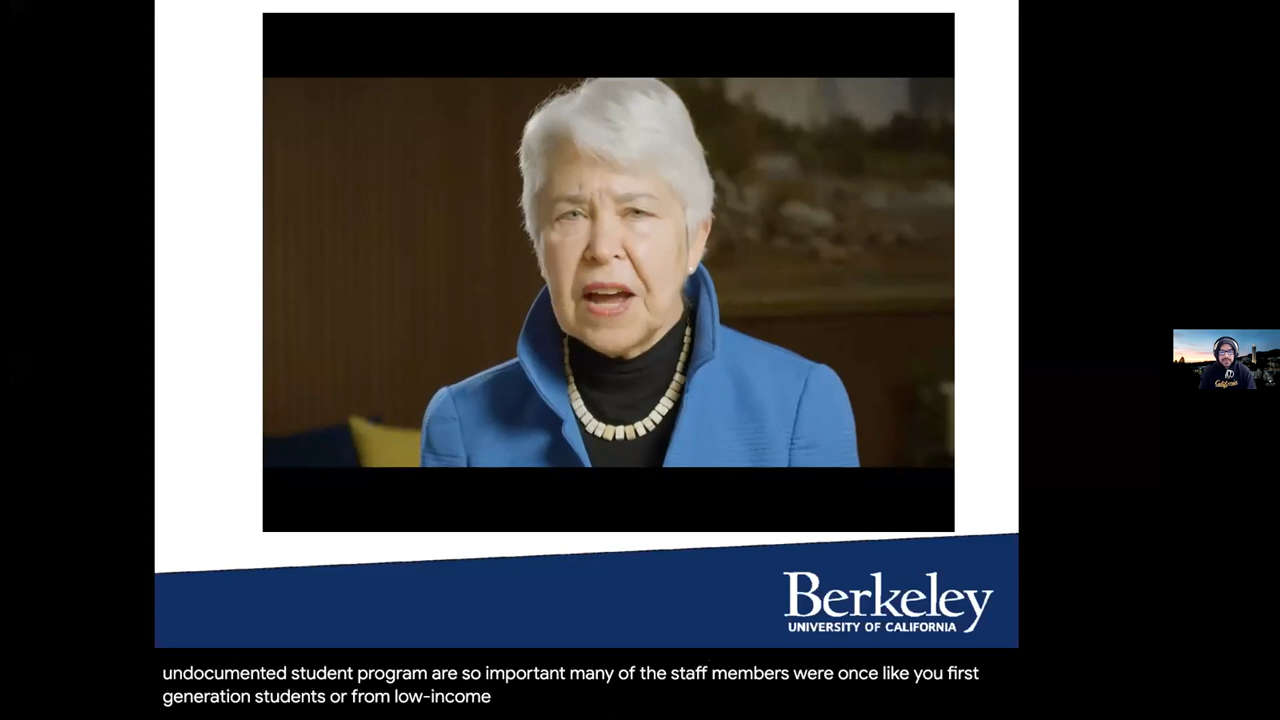 Berkeley
UNIVERSITY OF CALIFORNIA
undocumented student program are so important many of the staff members were once like you first
generation students or from low-income